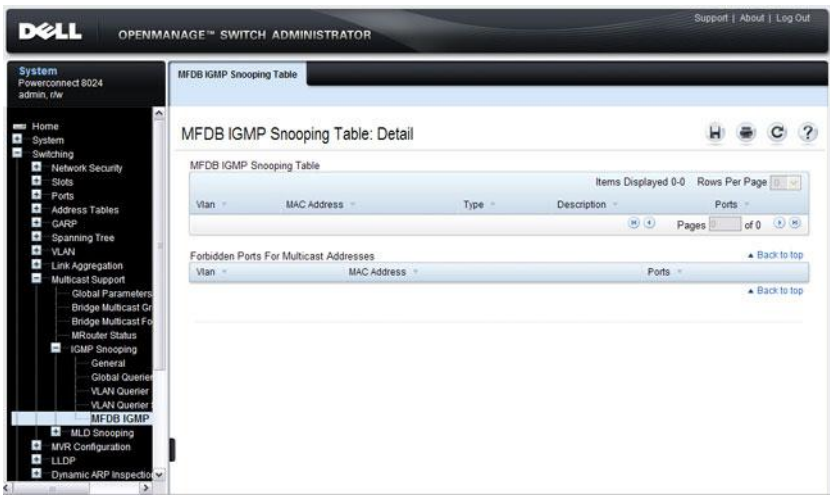 Support | About | Log Out
DELL
OPENMANAGE™ SWITCH ADMINISTRATOR
System
Powerconnect 8024
admin, r/w
MFDB IGMP Snooping Table
Home
System
Switching
Network Security
Slots
Ports
Address Tables
GARP
Spanning Tree
VLAN
Link Aggregation
Multicast Support
Global Parameters
Bridge Multicast Gr
Bridge Multicast Fo
MRouter Status
IGMP Snooping
General
Global Querier
VLAN Querier
VLAN Querier
MFDB IGMP
MLD Snooping
MVR Configuration
LLDP
Dynamic ARP Inspection
MFDB IGMP Snooping Table: Detail
MFDB IGMP Snooping Table
Items Displayed 0-0 Rows Per Page 0
Vlan MAC Address Type Description Ports
Pages 0 of 0
Forbidden Ports For Multicast Addresses
Back to top
Vlan MAC Address Ports
Back to top